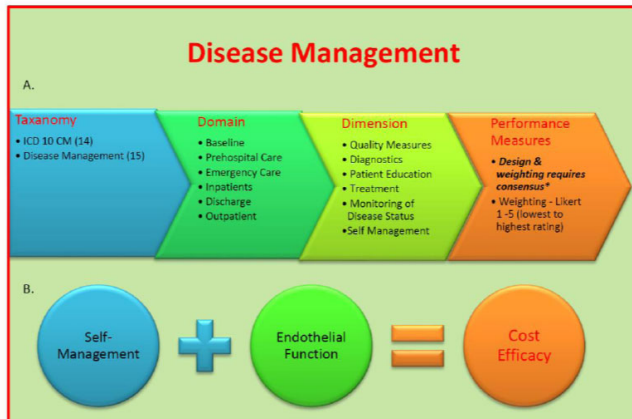 Disease Management
A.
Taxanomy
• ICD 10 CM (14)
• Disease Management (15)
Domain
• Baseline
• Prehospital Care
• Emergency Care
• Inpatients
• Discharge
• Outpatient
Dimension
• Quality Measures
• Diagnostics
• Patient Education
• Treatment
• Monitoring of
Disease Status
•Self Management
Performance
Measures
• Design &
weighting requires
consensus*
• Weighting - Likert
1 -5 (lowest to
highest rating)
B.
Self-
Management
+
Endothelial
Function
=
Cost
Efficacy